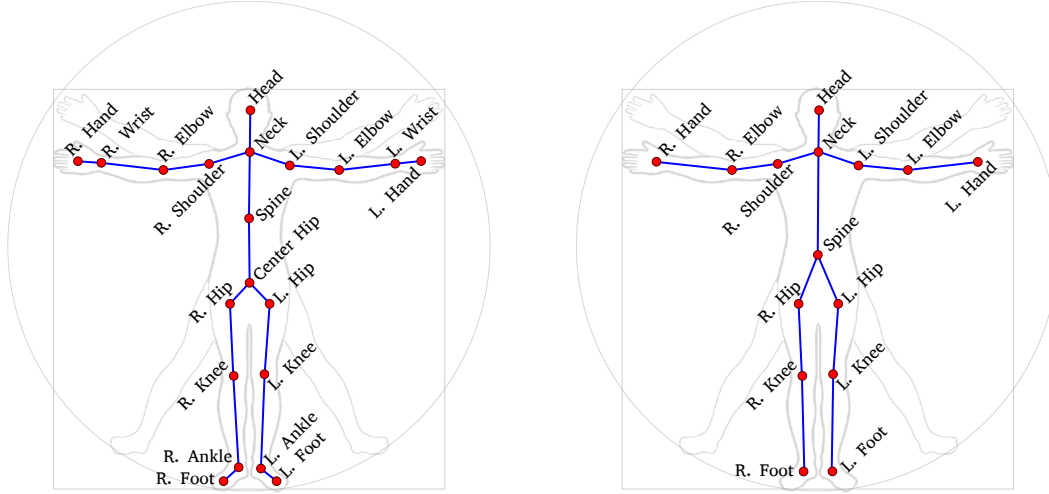 Head
R. Hand
R. Wrist
R. Elbow
Neck
L. Shoulder
L. Elbow
L. Wrist
R. Shoulder
L. Hand
Spine
Center Hip
R. Hip
L. Hip
R. Knee
L. Knee
R. Ankle
L. Ankle
R. Foot
L. Foot
Head
R. Hand
R. Elbow
Neck
L. Shoulder
L. Elbow
R. Shoulder
L. Hand
Spine
R. Hip
L. Hip
R. Knee
L. Knee
R. Foot
L. Foot